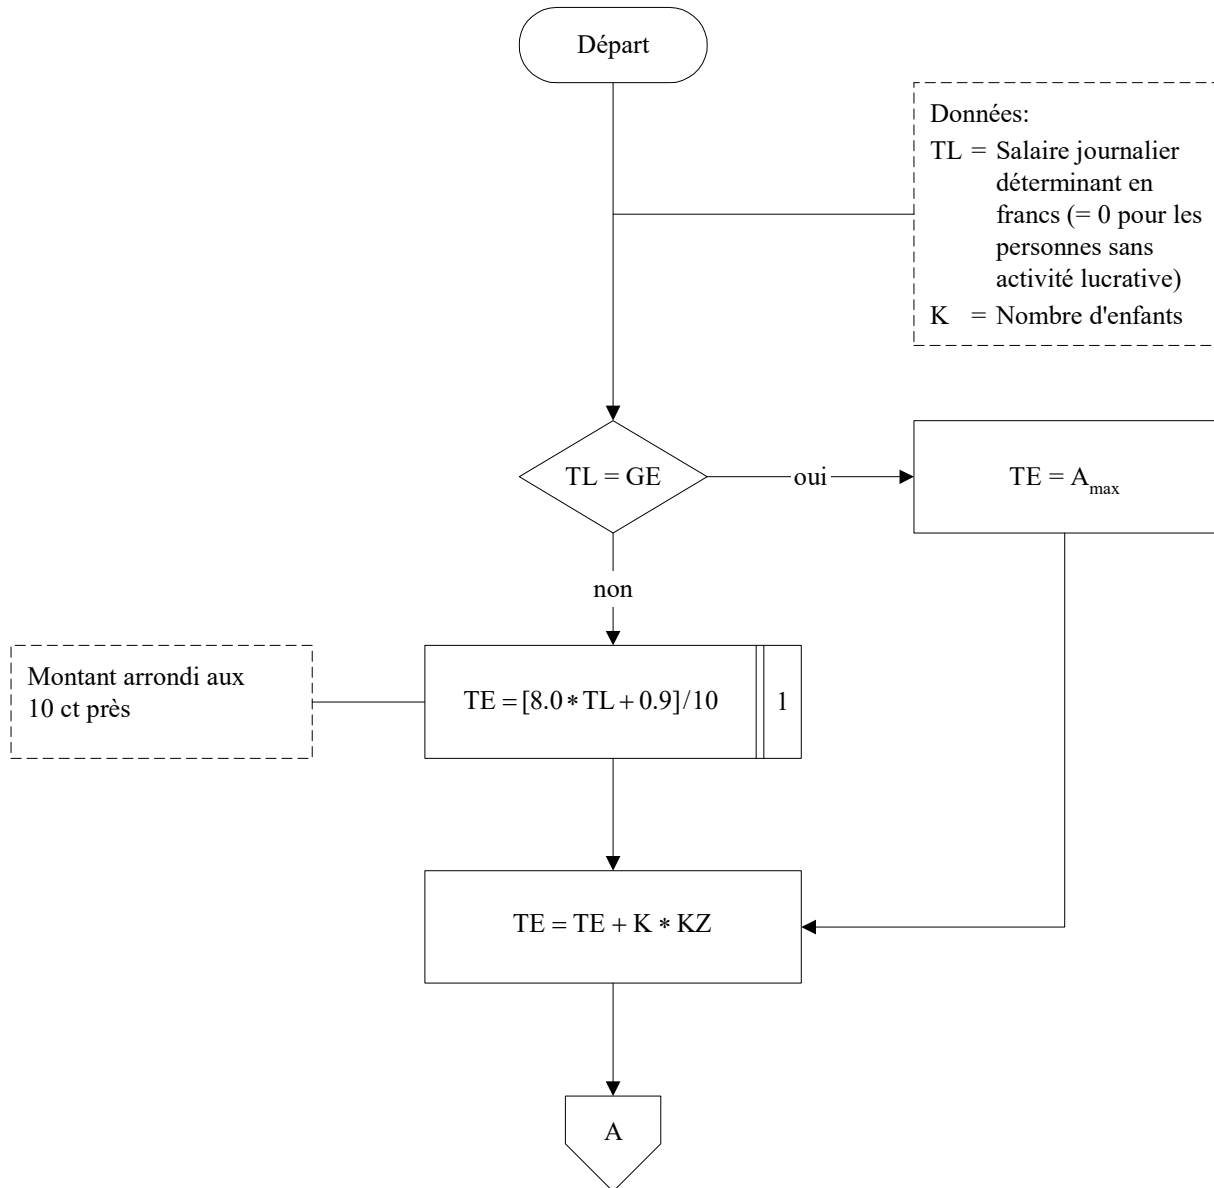 Départ
Données:
TL = Salaire journalier
déterminant en
francs (= 0 pour les
personnes sans
activité lucrative)
K = Nombre d'enfants
TL = GE
oui
TE = Amax
non
Montant arrondi aux
10 ct près
TE = [8.0 * TL + 0.9]/10
1
TE = TE + K * KZ
A